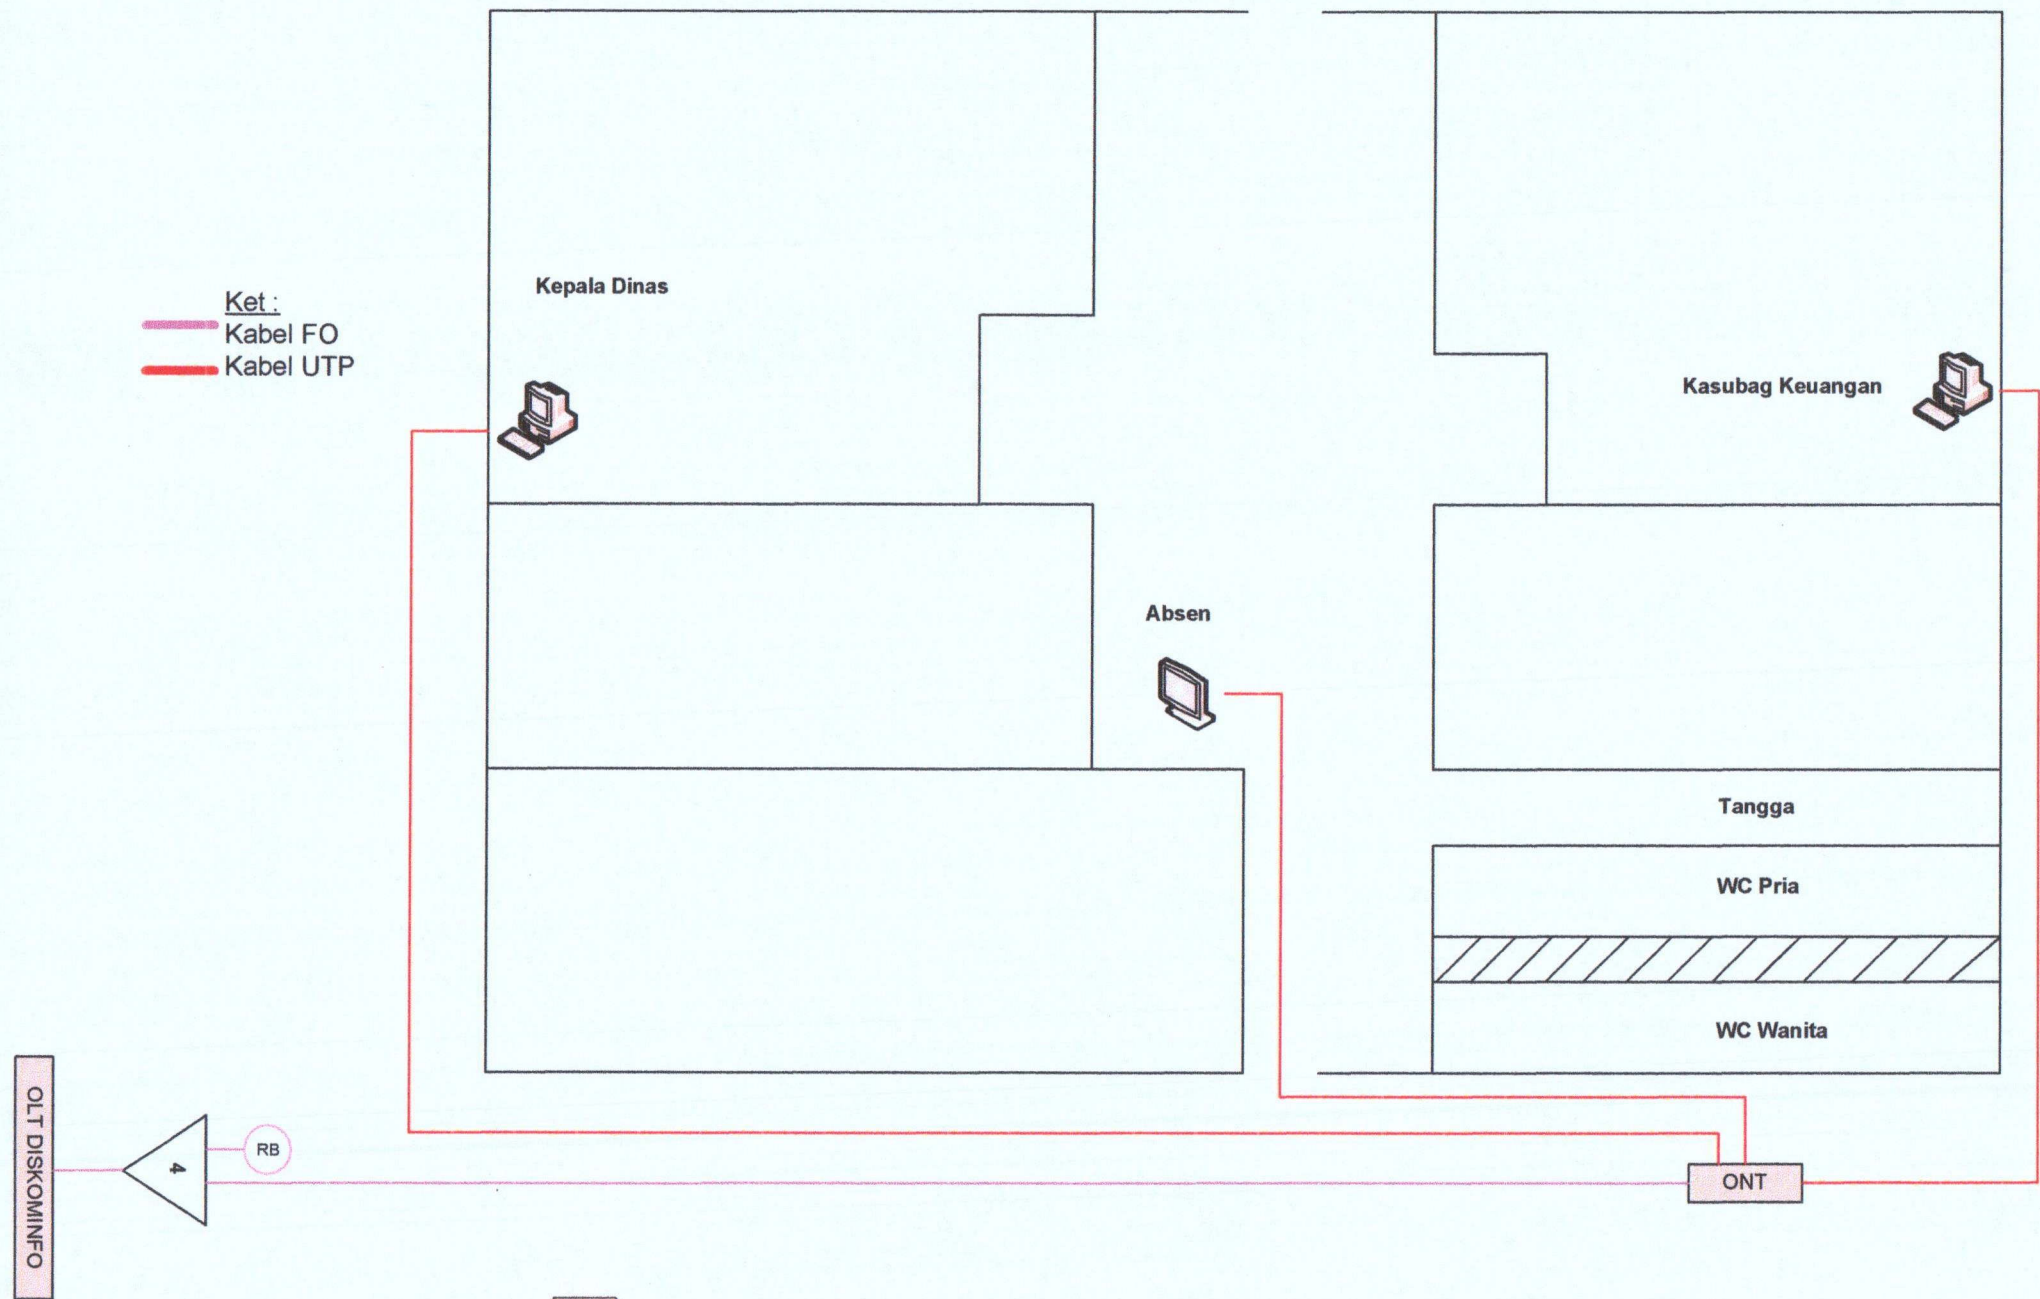 Kepala Dinas
Ket :
Kabel FO
Kabel UTP
Kasubag Keuangan
Absen
Tangga
WC Pria
WC Wanita
OLT DISKOMINFO
4
RB
ONT